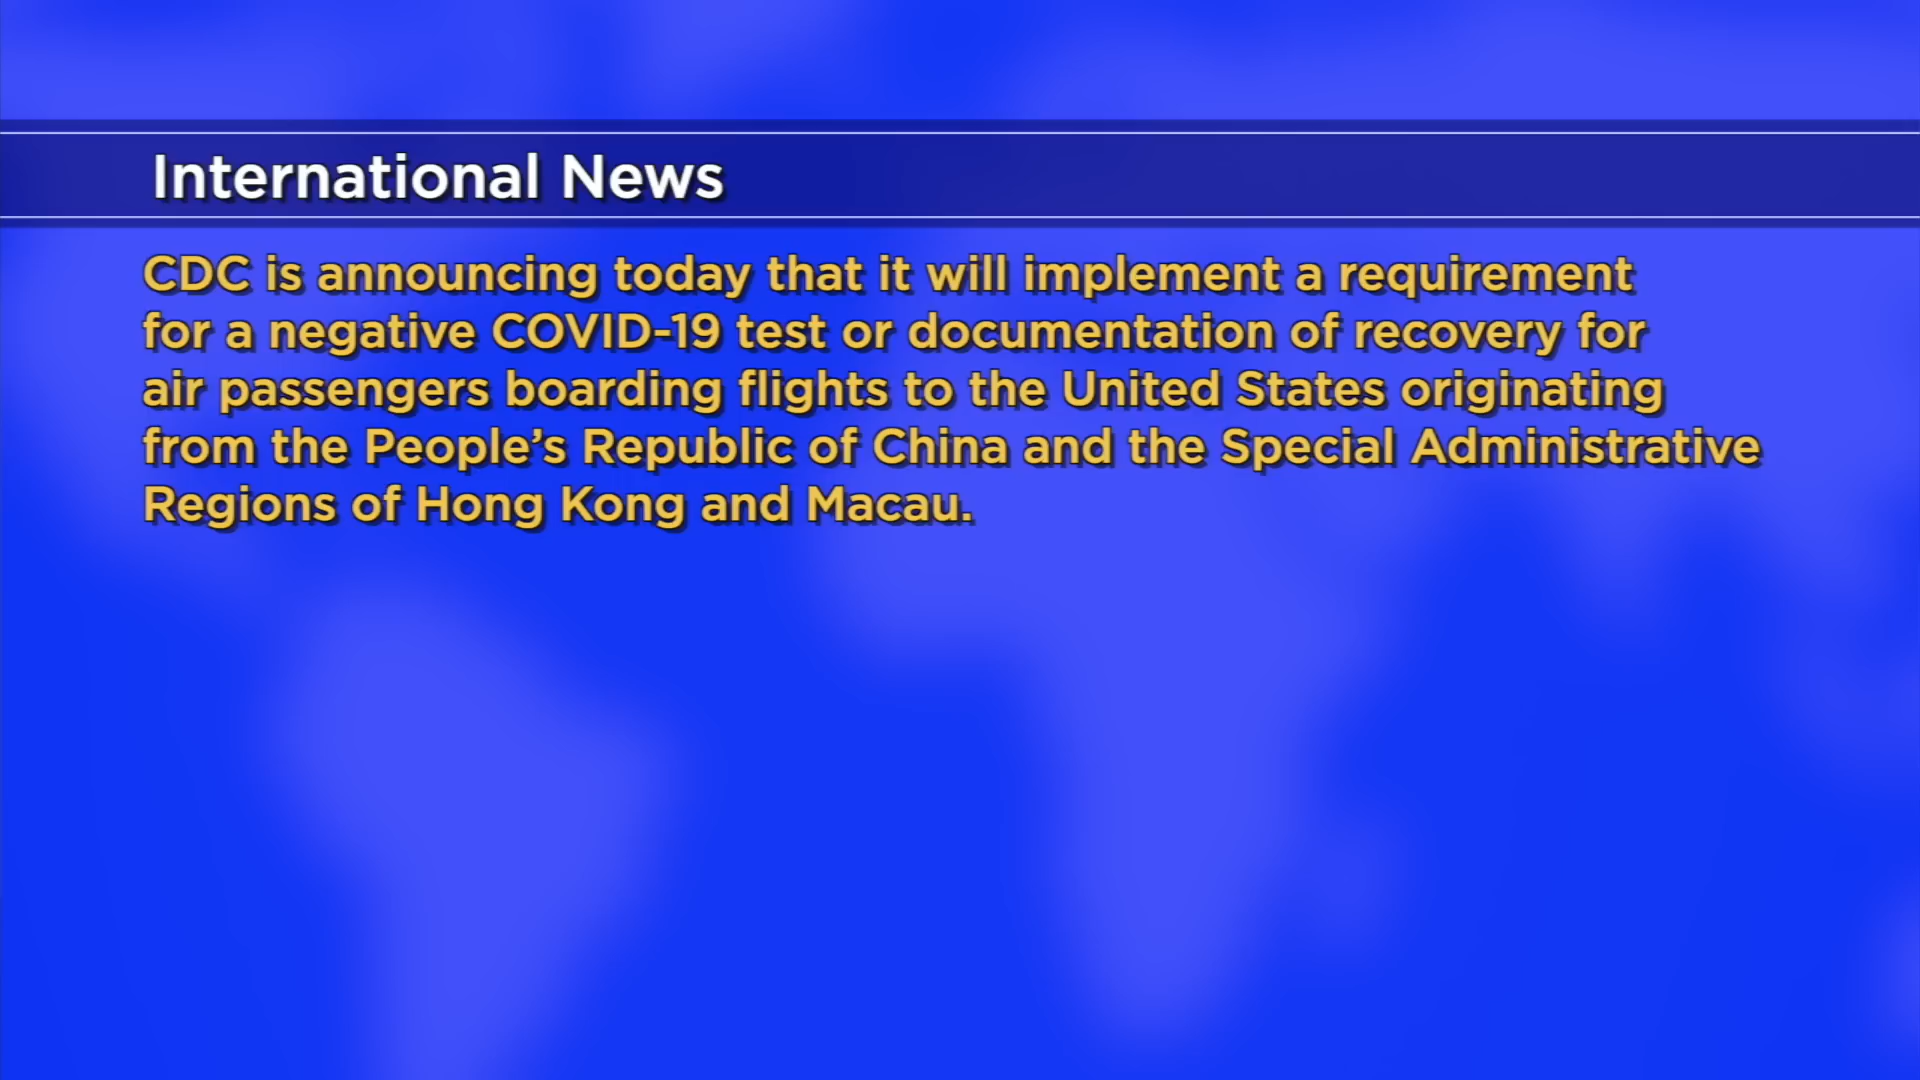 International News
CDC is announcing today that it will implement a requirement
for a negative COVID-19 test or documentation of recovery for
air passengers boarding flights to the United States originating
from the People’s Republic of China and the Special Administrative
Regions of Hong Kong and Macau.